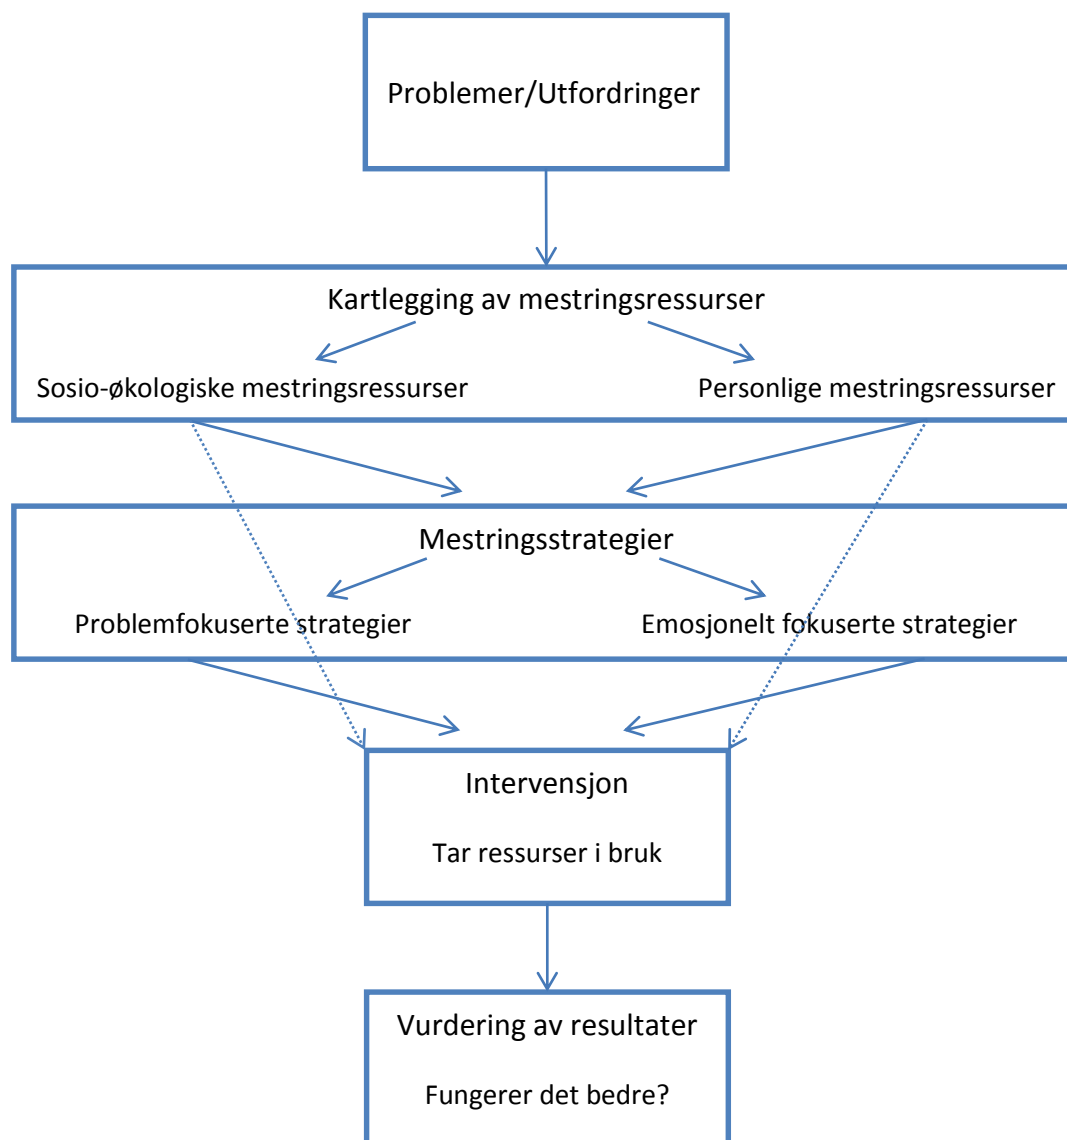 Problemer/Utfordringer
Kartlegging av mestringsressurser
Sosio-økologiske mestringsressurser
Personlige mestringsressurser
Mestringsstrategier
Problemfokuserte strategier
Emosjonelt fokuserte strategier
Intervensjon
Tar ressurser i bruk
Vurdering av resultater
Fungerer det bedre?